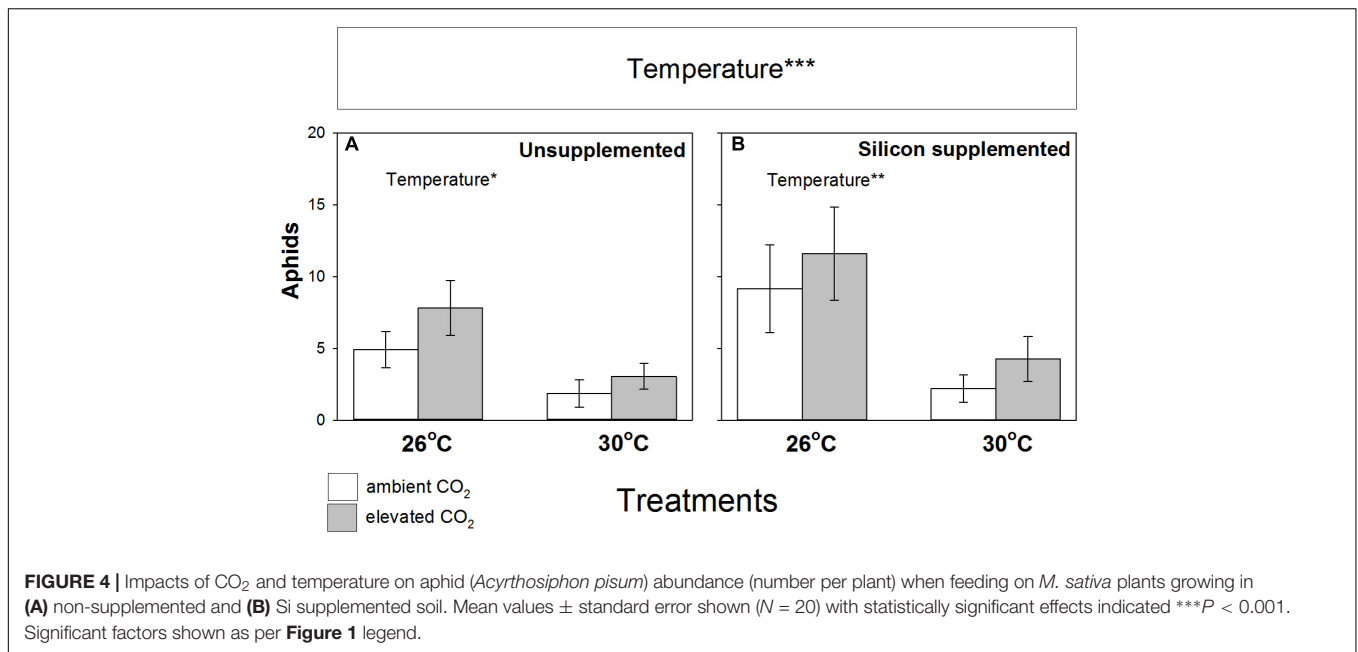 Temperature***
A
Unsupplemented
Temperature*
B
Silicon supplemented
Temperature**
Aphids
20
15
10
5
0
26°C
30°C
26°C
30°C
ambient CO₂
elevated CO₂
Treatments
FIGURE 4 | Impacts of CO₂ and temperature on aphid (Acyrthosiphon pisum) abundance (number per plant) when feeding on M. sativa plants growing in
(A) non-supplemented and (B) Si supplemented soil. Mean values ± standard error shown (N = 20) with statistically significant effects indicated ***P < 0.001.
Significant factors shown as per Figure 1 legend.